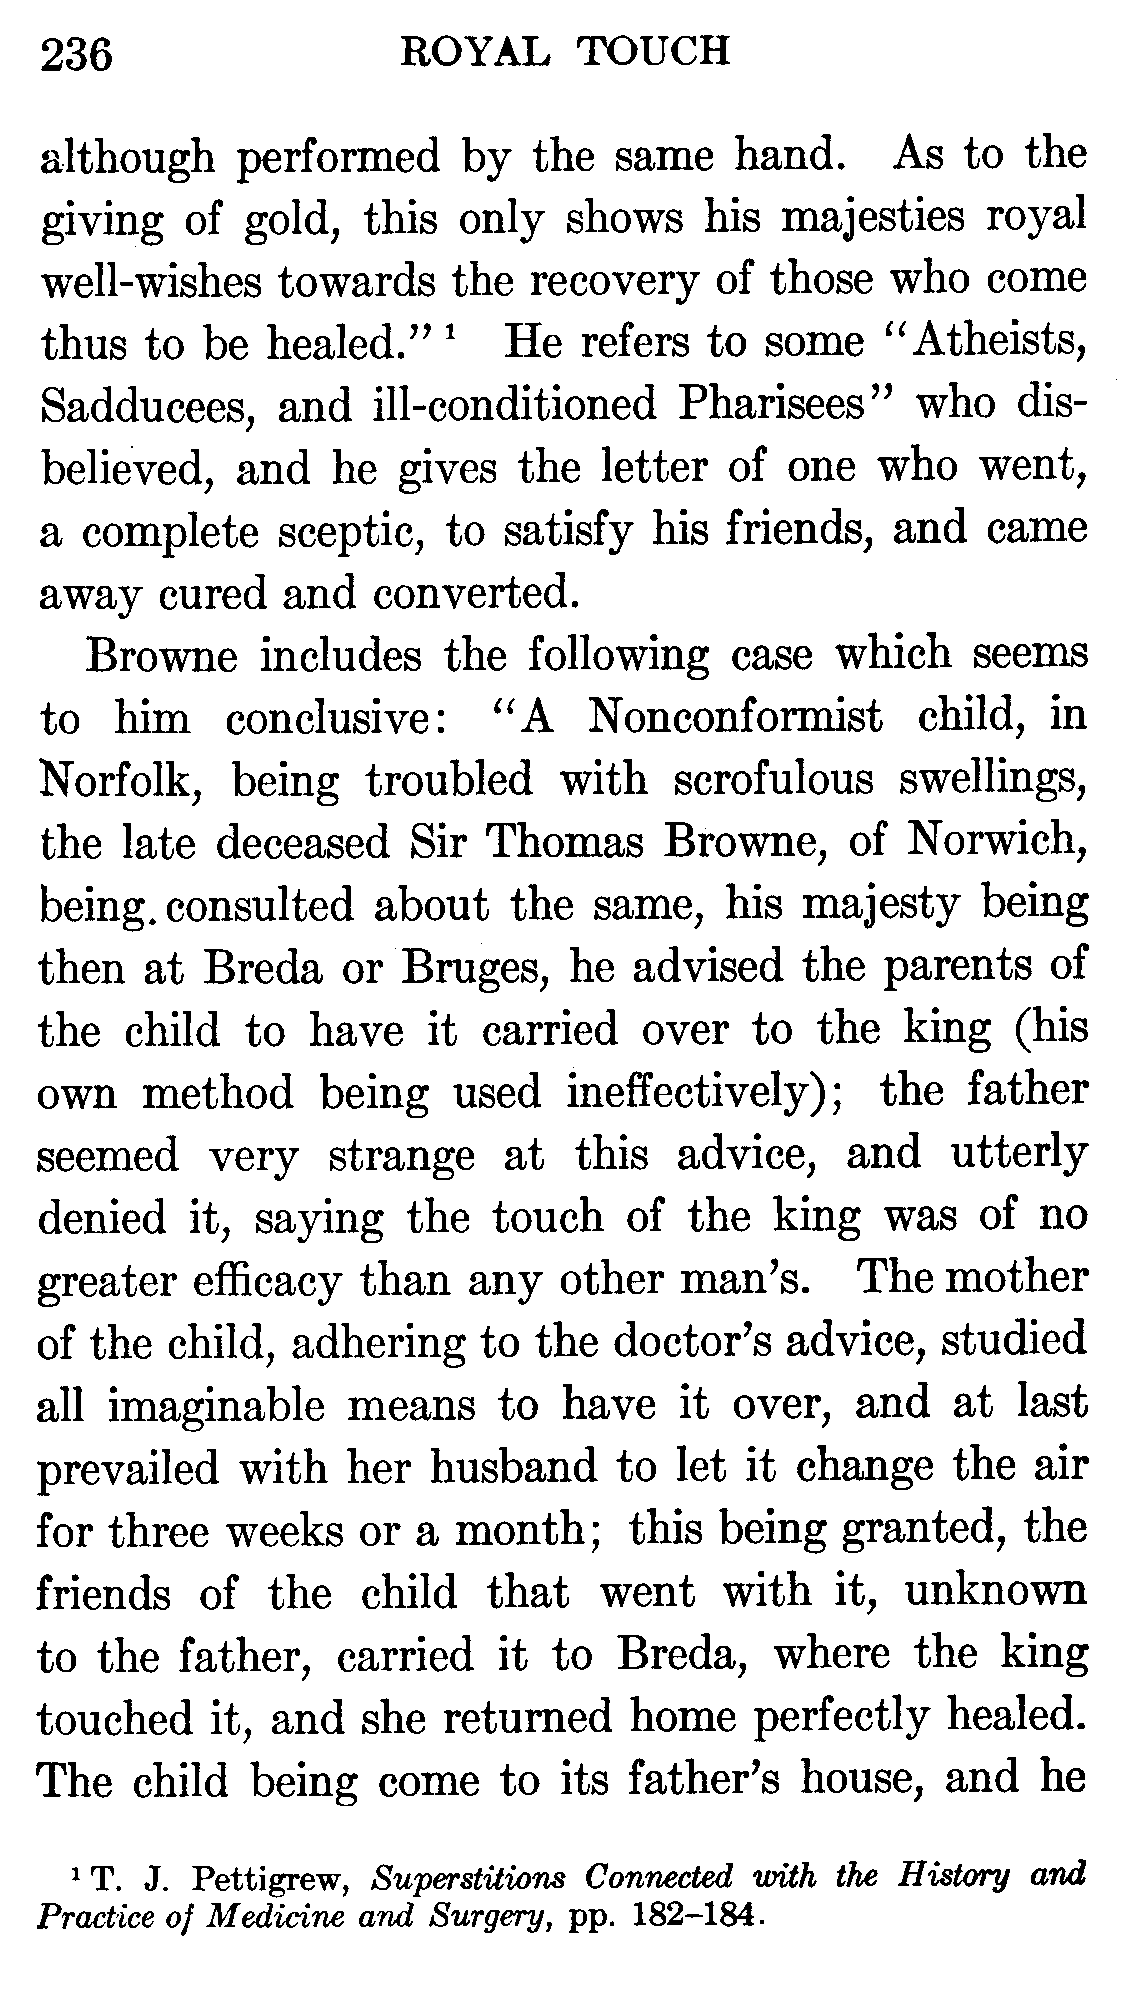 236 ROYAL TOUCH
although performed by the same hand. As to the
giving of gold, this only shows his majesties royal
well-wishes towards the recovery of those who come
thus to be healed." ¹ He refers to some "Atheists,
Sadducees, and ill-conditioned Pharisees" who dis-
believed, and he gives the letter of one who went,
a complete sceptic, to satisfy his friends, and came
away cured and converted.
Browne includes the following case which seems
to him conclusive: "A Nonconformist child, in
Norfolk, being troubled with scrofulous swellings,
the late deceased Sir Thomas Browne, of Norwich,
being. consulted about the same, his majesty being
then at Breda or Bruges, he advised the parents of
the child to have it carried over to the king (his
own method being used ineffectively); the father
seemed very strange at this advice, and utterly
denied it, saying the touch of the king was of no
greater efficacy than any other man's. The mother
of the child, adhering to the doctor's advice, studied
all imaginable means to have it over, and at last
prevailed with her husband to let it change the air
for three weeks or a month; this being granted, the
friends of the child that went with it, unknown
to the father, carried it to Breda, where the king
touched it, and she returned home perfectly healed.
The child being come to its father's house, and he
¹ T. J. Pettigrew, Superstitions Connected with the History and
Practice of Medicine and Surgery, pp. 182–184.